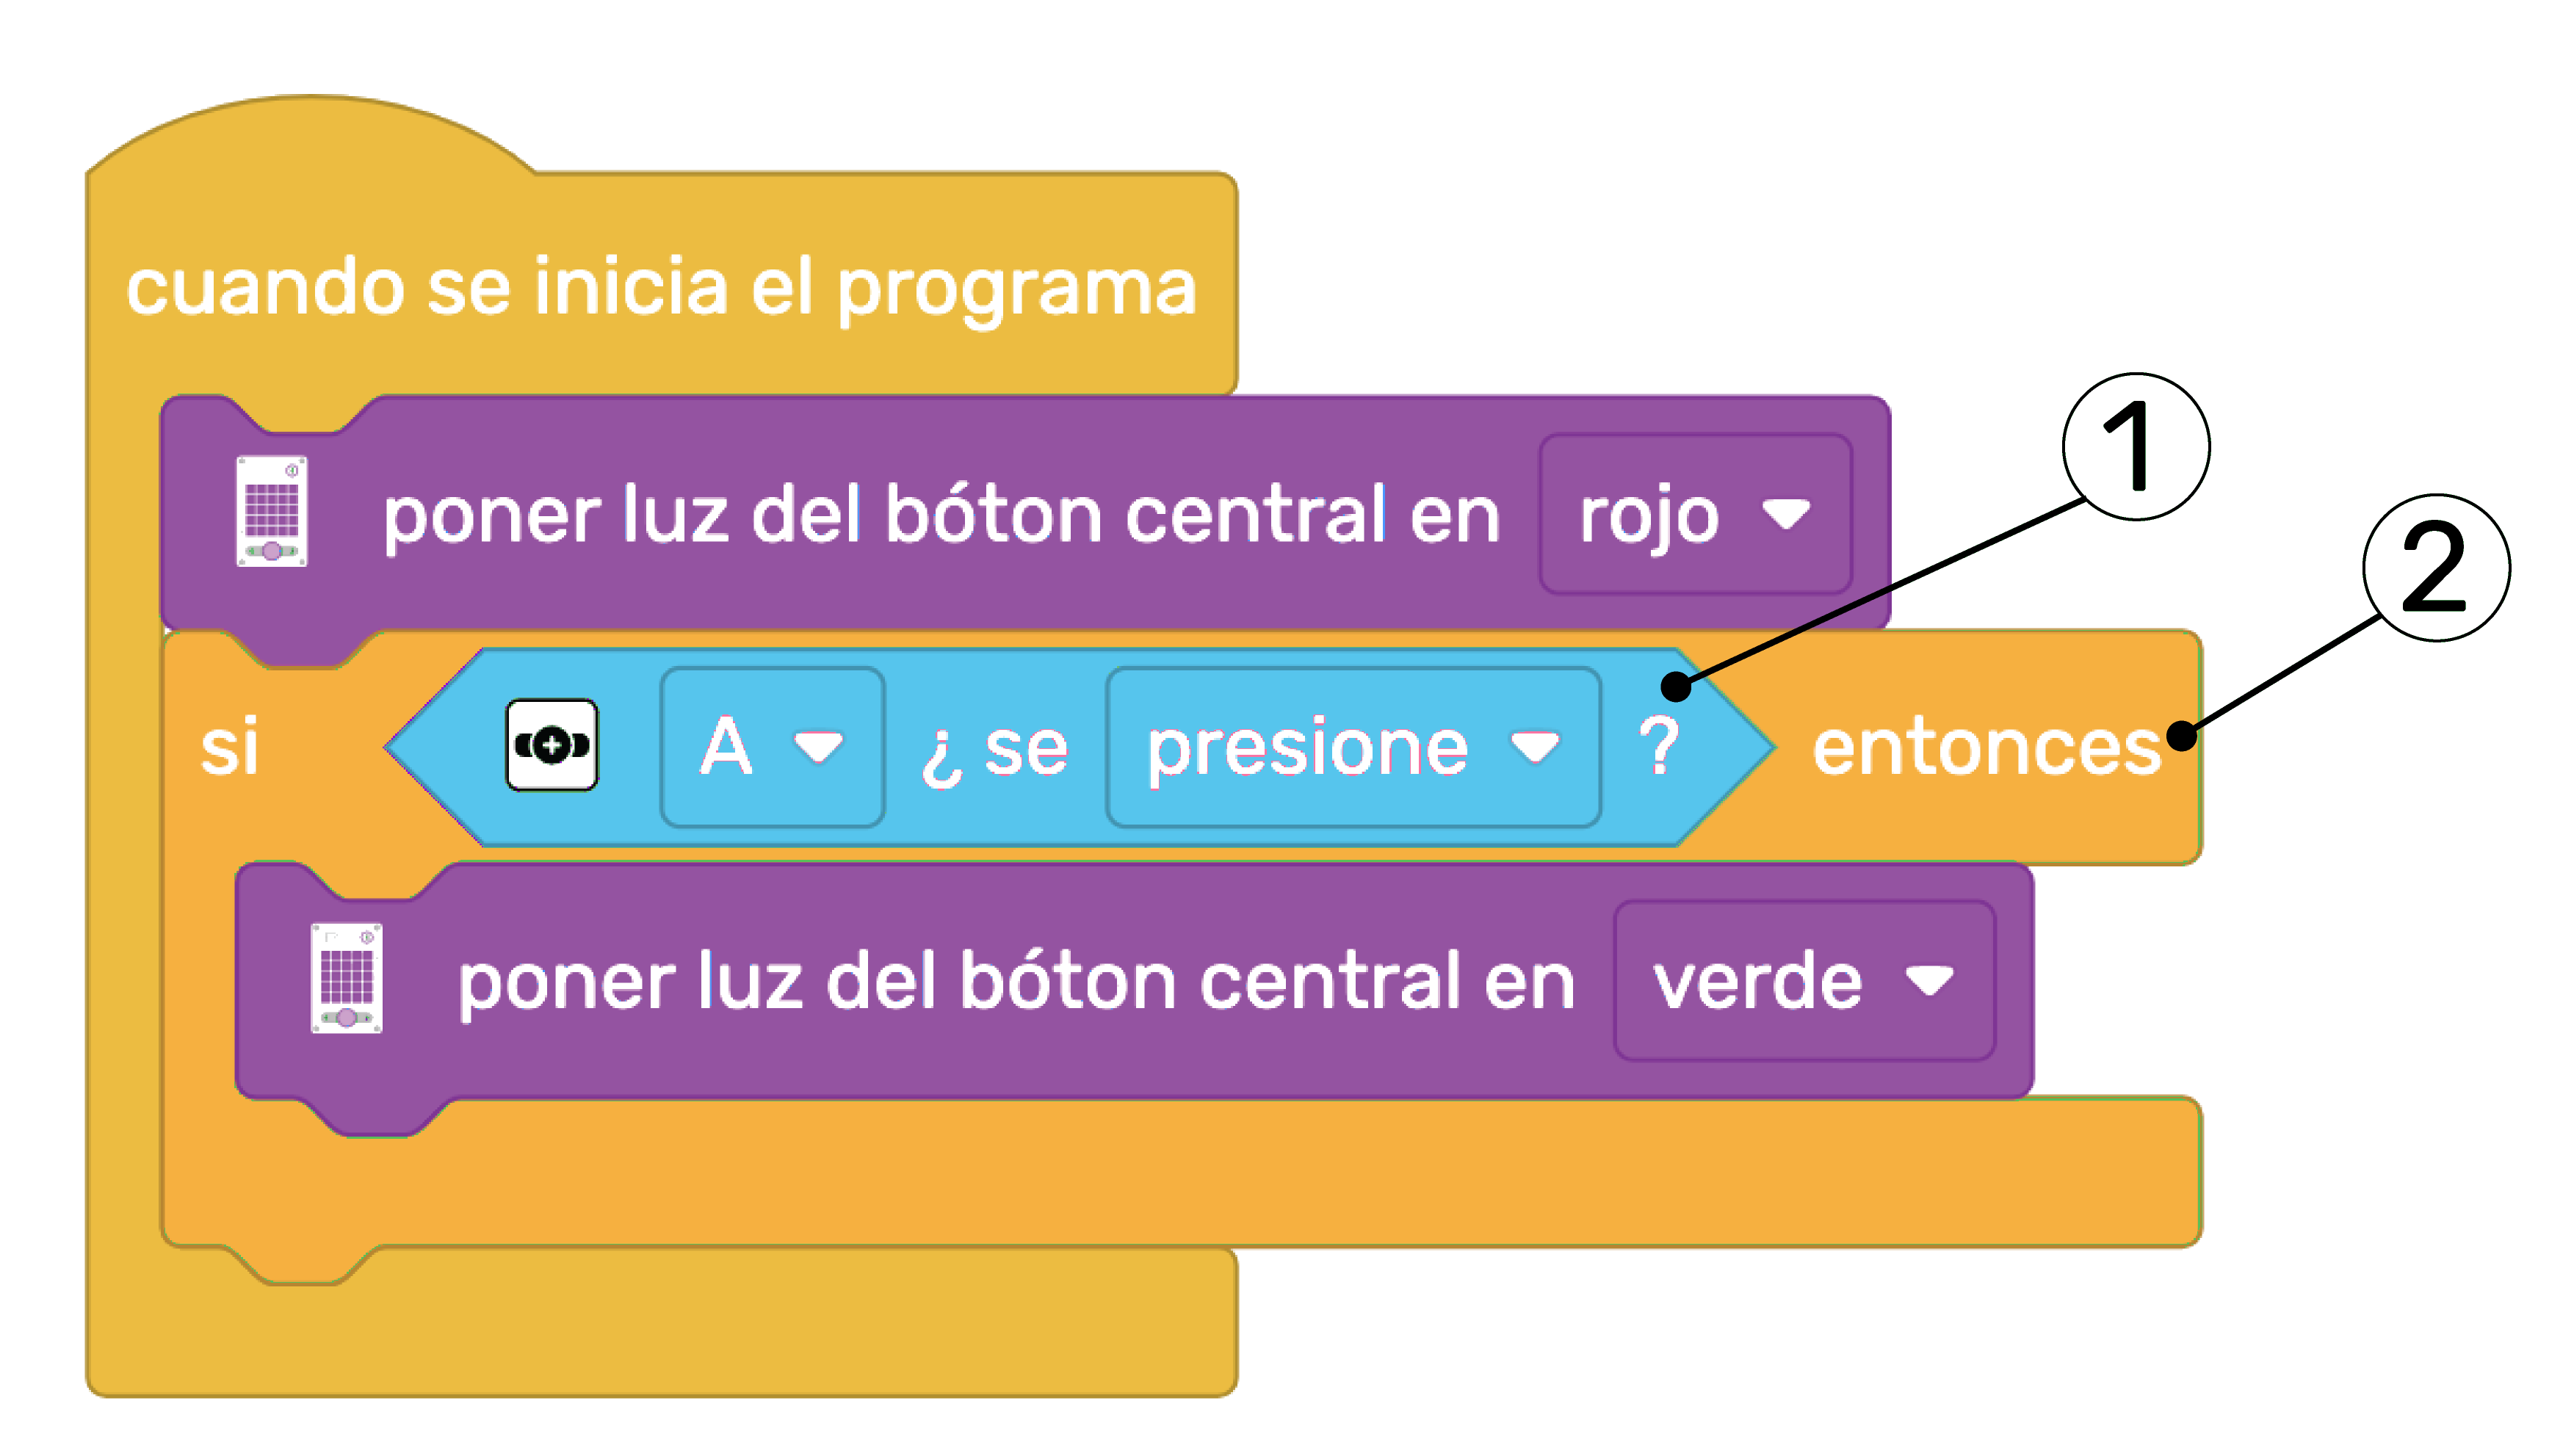 cuando se inicia el programa
poner luz del bóton central en rojo
1
2
si A ¿ se presione ? entonces
poner luz del bóton central en verde